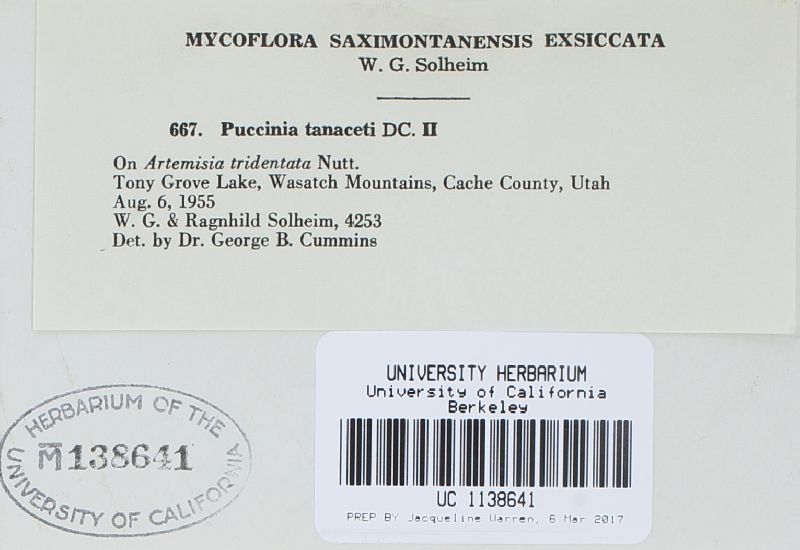 MYCOFLORA SAXIMONTANENSIS EXSICCATA
W. G. Solheim
667. Puccinia tanaceti DC. II
On Artemisia tridentata Nutt.
Tony Grove Lake, Wasatch Mountains, Cache County, Utah
Aug. 6, 1955
W. G. & Ragnhild Solheim, 4253
Det. by Dr. George B. Cummins
HERBARIUM OF THE
M138641
UNIVERSITY OF CALIFORNIA
UNIVERSITY HERBARIUM
University of California
Berkeley
UC 1138641
PREP BY Jacqueline Warren, 6 Mar 2017